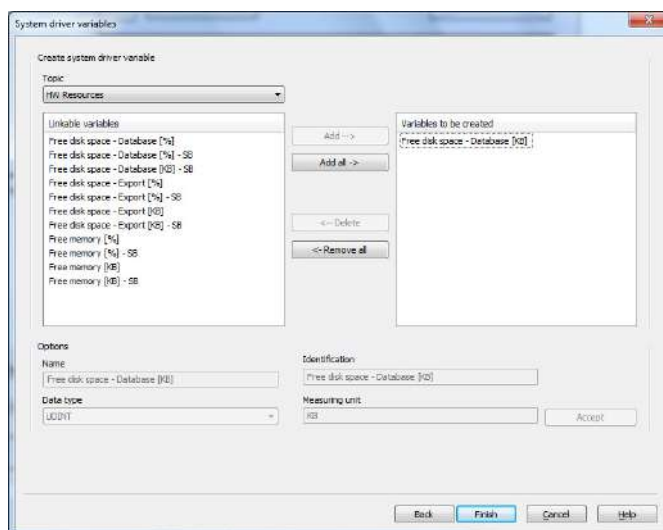 System driver variables
Create system driver variable
Topic
HW Resources
Linkable variables
Free disk space - Database [%]
Free disk space - Database [%] - SB
Free disk space - Database [KB] - SB
Free disk space - Export [%]
Free disk space - Export [%] - SB
Free disk space - Export [KB]
Free disk space - Export [KB] - SB
Free memory [%]
Free memory [%] - SB
Free memory [KB]
Free memory [KB] - SB
Add -->
Add all ->
<-- Delete
<- Remove all
Variables to be created
Free disk space - Database [KB]
Options
Name
Free disk space - Database [KB]
Identification
Free disk space - Database [KB]
Data type
UDINT
Measuring unit
KB
Accept
Back
Finish
Cancel
Help